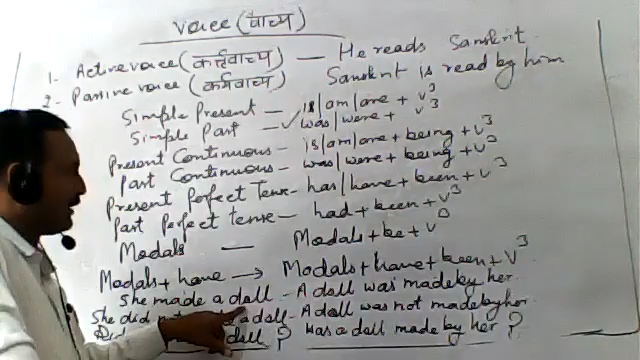 Voice (वाच्य)
1- Active voice (कर्तृवाच्य) — He reads Sanskrit.
2- Passive voice (कर्मवाच्य) Sanskrit is read by him
Simple Present — is/am/are + V³
Simple Past — ✓ was/were + V³
Present Continuous - is/am/are + being + V³
Past Continuous - was/were + being + V³
Present Perfect Tense - has/have + been + V³
Past Perfect tense - had + been + V³
Modals — Modals + be + V³
Modals + have → Modals + have + been + V³
She made a doll - A doll was made by her.
She did not a doll - A doll was not made by her
doll ? Was a doll made by her ?